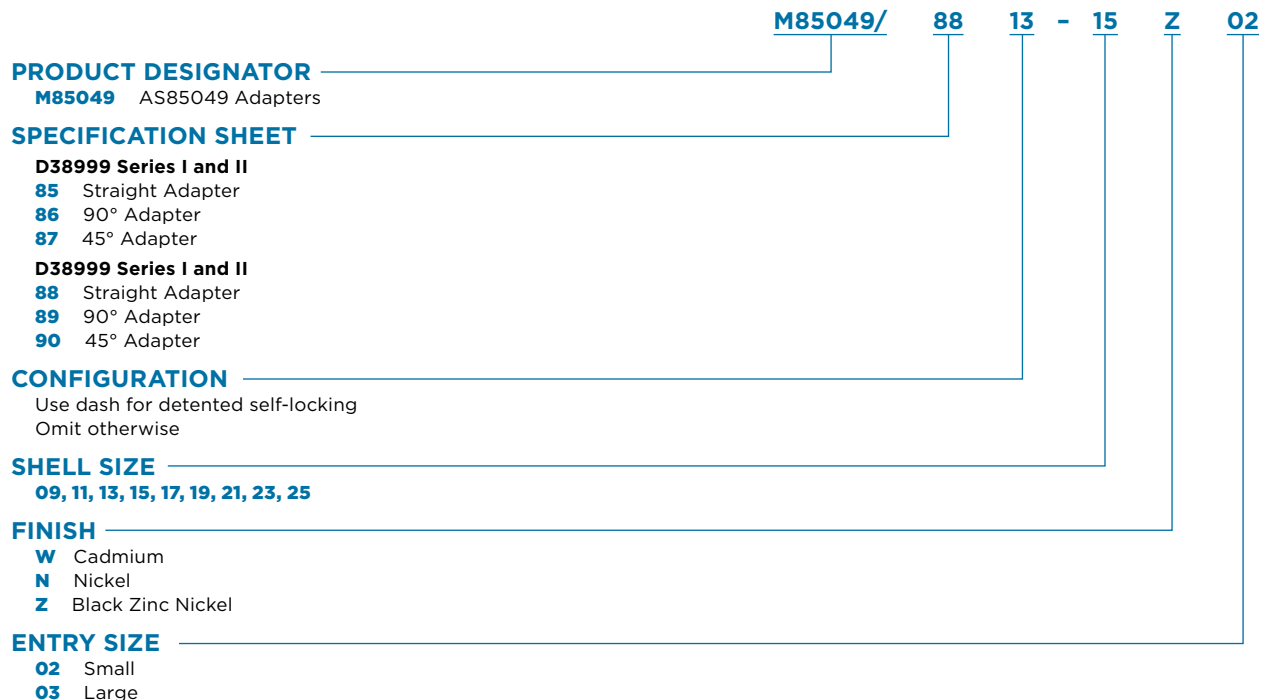 M85049/ 88 13 – 15 Z 02
PRODUCT DESIGNATOR
M85049 AS85049 Adapters
SPECIFICATION SHEET
D38999 Series I and II
85 Straight Adapter
86 90° Adapter
87 45° Adapter
D38999 Series I and II
88 Straight Adapter
89 90° Adapter
90 45° Adapter
CONFIGURATION
Use dash for detented self-locking
Omit otherwise
SHELL SIZE
09, 11, 13, 15, 17, 19, 21, 23, 25
FINISH
W Cadmium
N Nickel
Z Black Zinc Nickel
ENTRY SIZE
02 Small
03 Large